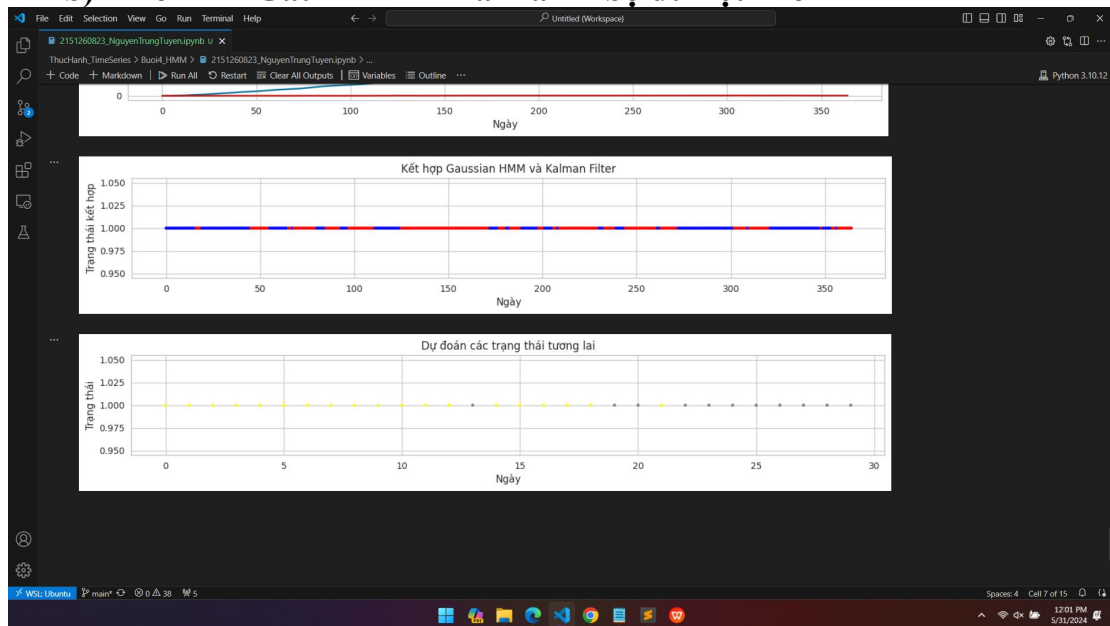 File Edit Selection View Go Run Terminal Help
Untitled (Workspace)
2151260823_NguyenTrungTuyen.ipynb U
ThucHanh_TimeSeries > Buoi4_HMM > 2151260823_NguyenTrungTuyen.ipynb > ...
+ Code + Markdown Run All Restart Clear All Outputs Variables Outline ...
Python 3.10.12
0
0 50 100 150 200 250 300 350
Ngày
Kết hợp Gaussian HMM và Kalman Filter
Trạng thái kết hợp
1.050
1.025
1.000
0.975
0.950
0 50 100 150 200 250 300 350
Ngày
Dự đoán các trạng thái tương lai
Trạng thái
1.050
1.025
1.000
0.975
0.950
0 5 10 15 20 25 30
Ngày
WSL: Ubuntu main* 0 38 5
Spaces: 4 Cell 7 of 15
12:01 PM
5/31/2024